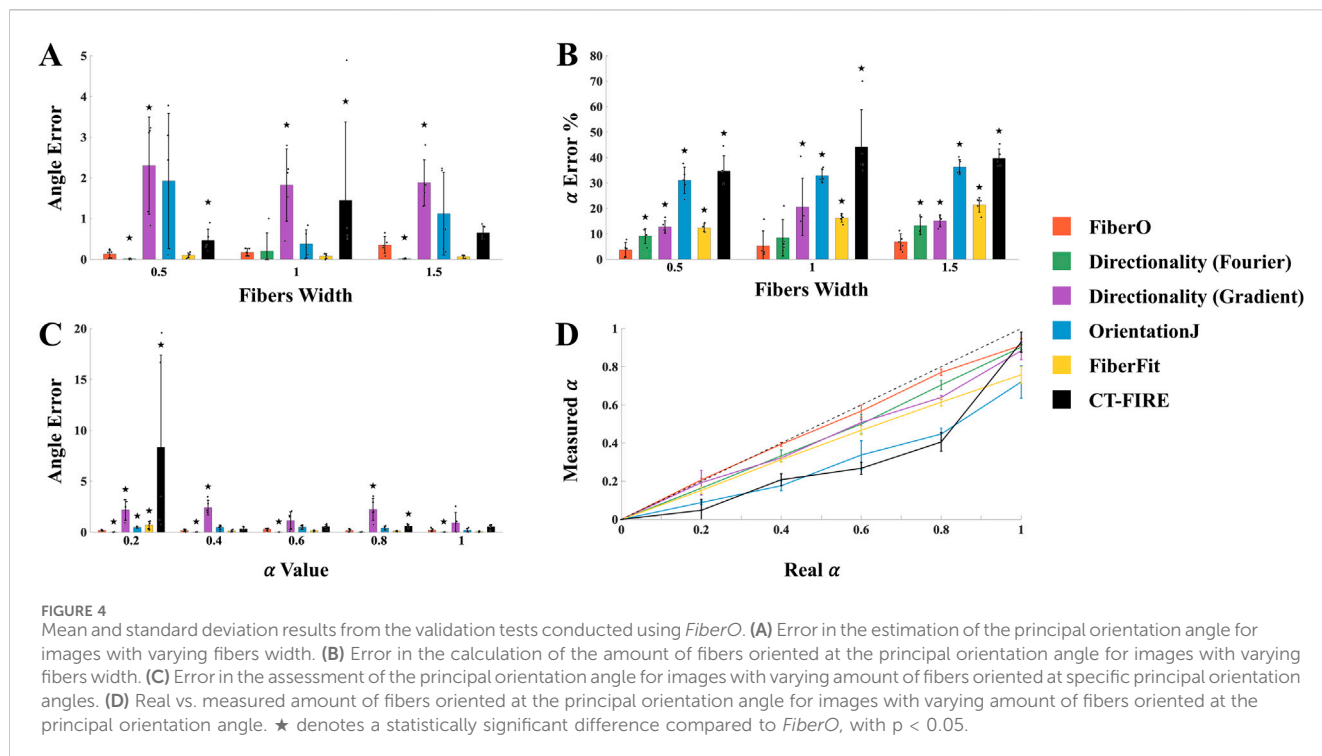 A
B
Angle Error
5
4
3
2
1
0
0.5
1
1.5
Fibers Width
α Error %
80
70
60
50
40
30
20
10
0
0.5
1
1.5
Fibers Width
FiberO
Directionality (Fourier)
Directionality (Gradient)
OrientationJ
FiberFit
CT-FIRE
C
D
Angle Error
20
15
10
5
0
0.2
0.4
0.6
0.8
1
α Value
Measured α
1
0.8
0.6
0.4
0.2
0
0
0.2
0.4
0.6
0.8
1
Real α
FIGURE 4
Mean and standard deviation results from the validation tests conducted using FiberO. (A) Error in the estimation of the principal orientation angle for
images with varying fibers width. (B) Error in the calculation of the amount of fibers oriented at the principal orientation angle for images with varying
fibers width. (C) Error in the assessment of the principal orientation angle for images with varying amount of fibers oriented at specific principal orientation
angles. (D) Real vs. measured amount of fibers oriented at the principal orientation angle for images with varying amount of fibers oriented at the
principal orientation angle. ★ denotes a statistically significant difference compared to FiberO, with p < 0.05.